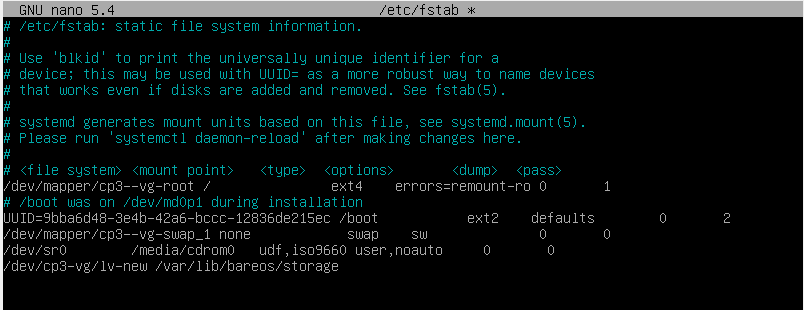 GNU nano 5.4 /etc/fstab *
# /etc/fstab: static file system information.
#
# Use 'blkid' to print the universally unique identifier for a
# device; this may be used with UUID= as a more robust way to name devices
# that works even if disks are added and removed. See fstab(5).
#
# systemd generates mount units based on this file, see systemd.mount(5).
# Please run 'systemctl daemon-reload' after making changes here.
#
# <file system> <mount point> <type> <options> <dump> <pass>
/dev/mapper/cp3--vg-root / ext4 errors=remount-ro 0 1
# /boot was on /dev/md0p1 during installation
UUID=9bba6d48-3e4b-42a6-bccc-12836de215ec /boot ext2 defaults 0 2
/dev/mapper/cp3--vg-swap_1 none swap sw 0 0
/dev/sr0 /media/cdrom0 udf,iso9660 user,noauto 0 0
/dev/cp3-vg/lv-new /var/lib/bareos/storage